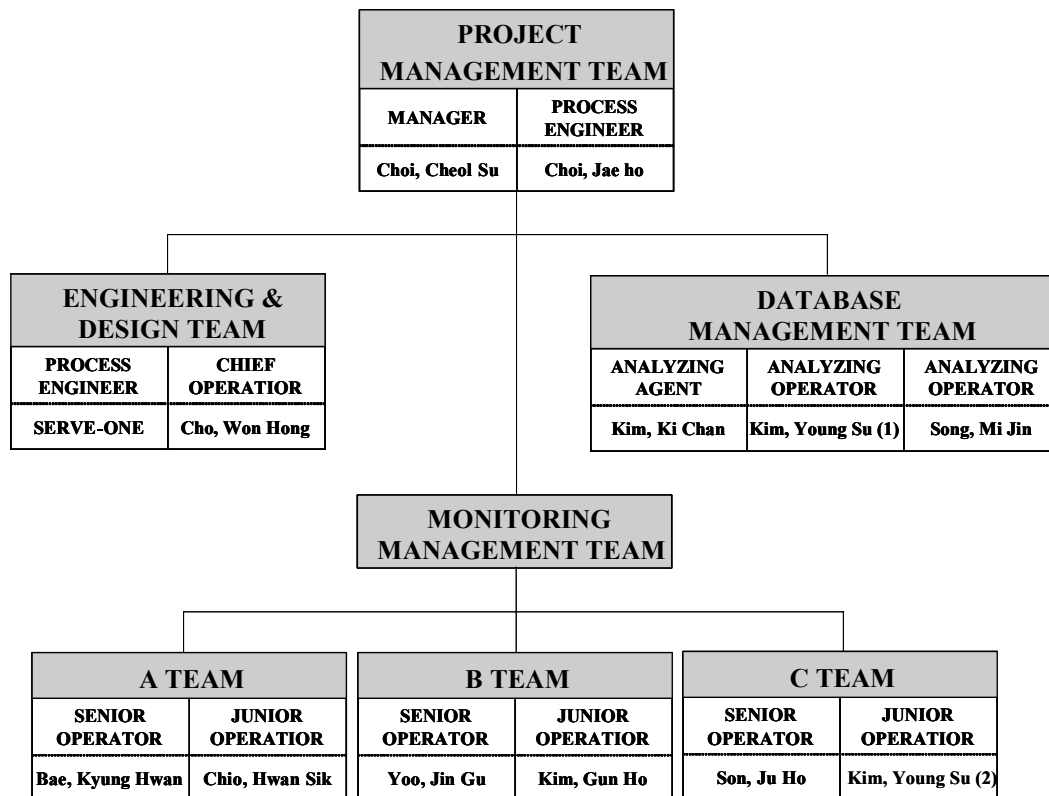 PROJECT
MANAGEMENT TEAM
MANAGER
PROCESS
ENGINEER
Choi, Cheol Su
Choi, Jae ho
ENGINEERING &
DESIGN TEAM
PROCESS
ENGINEER
CHIEF
OPERATIOR
SERVE-ONE
Cho, Won Hong
DATABASE
MANAGEMENT TEAM
ANALYZING
AGENT
ANALYZING
OPERATOR
ANALYZING
OPERATOR
Kim, Ki Chan
Kim, Young Su (1)
Song, Mi Jin
MONITORING
MANAGEMENT TEAM
A TEAM
SENIOR
OPERATOR
JUNIOR
OPERATIOR
Bae, Kyung Hwan
Chio, Hwan Sik
B TEAM
SENIOR
OPERATOR
JUNIOR
OPERATIOR
Yoo, Jin Gu
Kim, Gun Ho
C TEAM
SENIOR
OPERATOR
JUNIOR
OPERATIOR
Son, Ju Ho
Kim, Young Su (2)